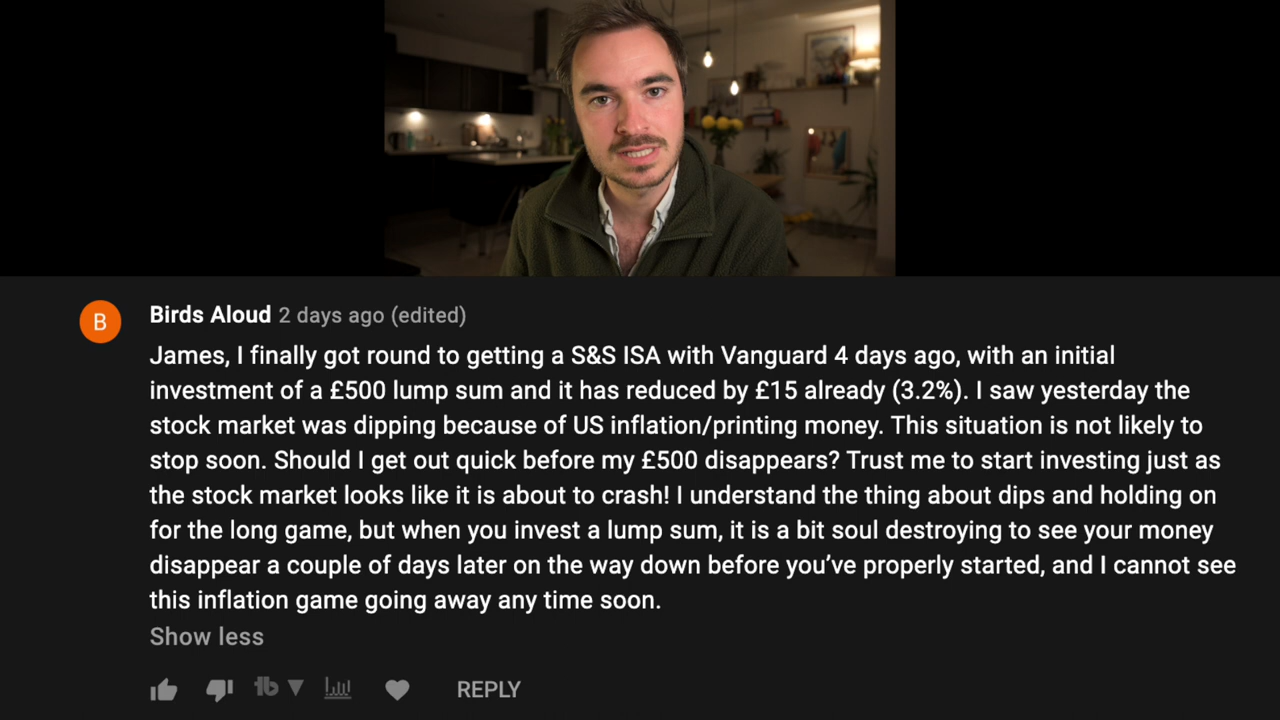 B
Birds Aloud 2 days ago (edited)
James, I finally got round to getting a S&S ISA with Vanguard 4 days ago, with an initial
investment of a £500 lump sum and it has reduced by £15 already (3.2%). I saw yesterday the
stock market was dipping because of US inflation/printing money. This situation is not likely to
stop soon. Should I get out quick before my £500 disappears? Trust me to start investing just as
the stock market looks like it is about to crash! I understand the thing about dips and holding on
for the long game, but when you invest a lump sum, it is a bit soul destroying to see your money
disappear a couple of days later on the way down before you’ve properly started, and I cannot see
this inflation game going away any time soon.
Show less
REPLY